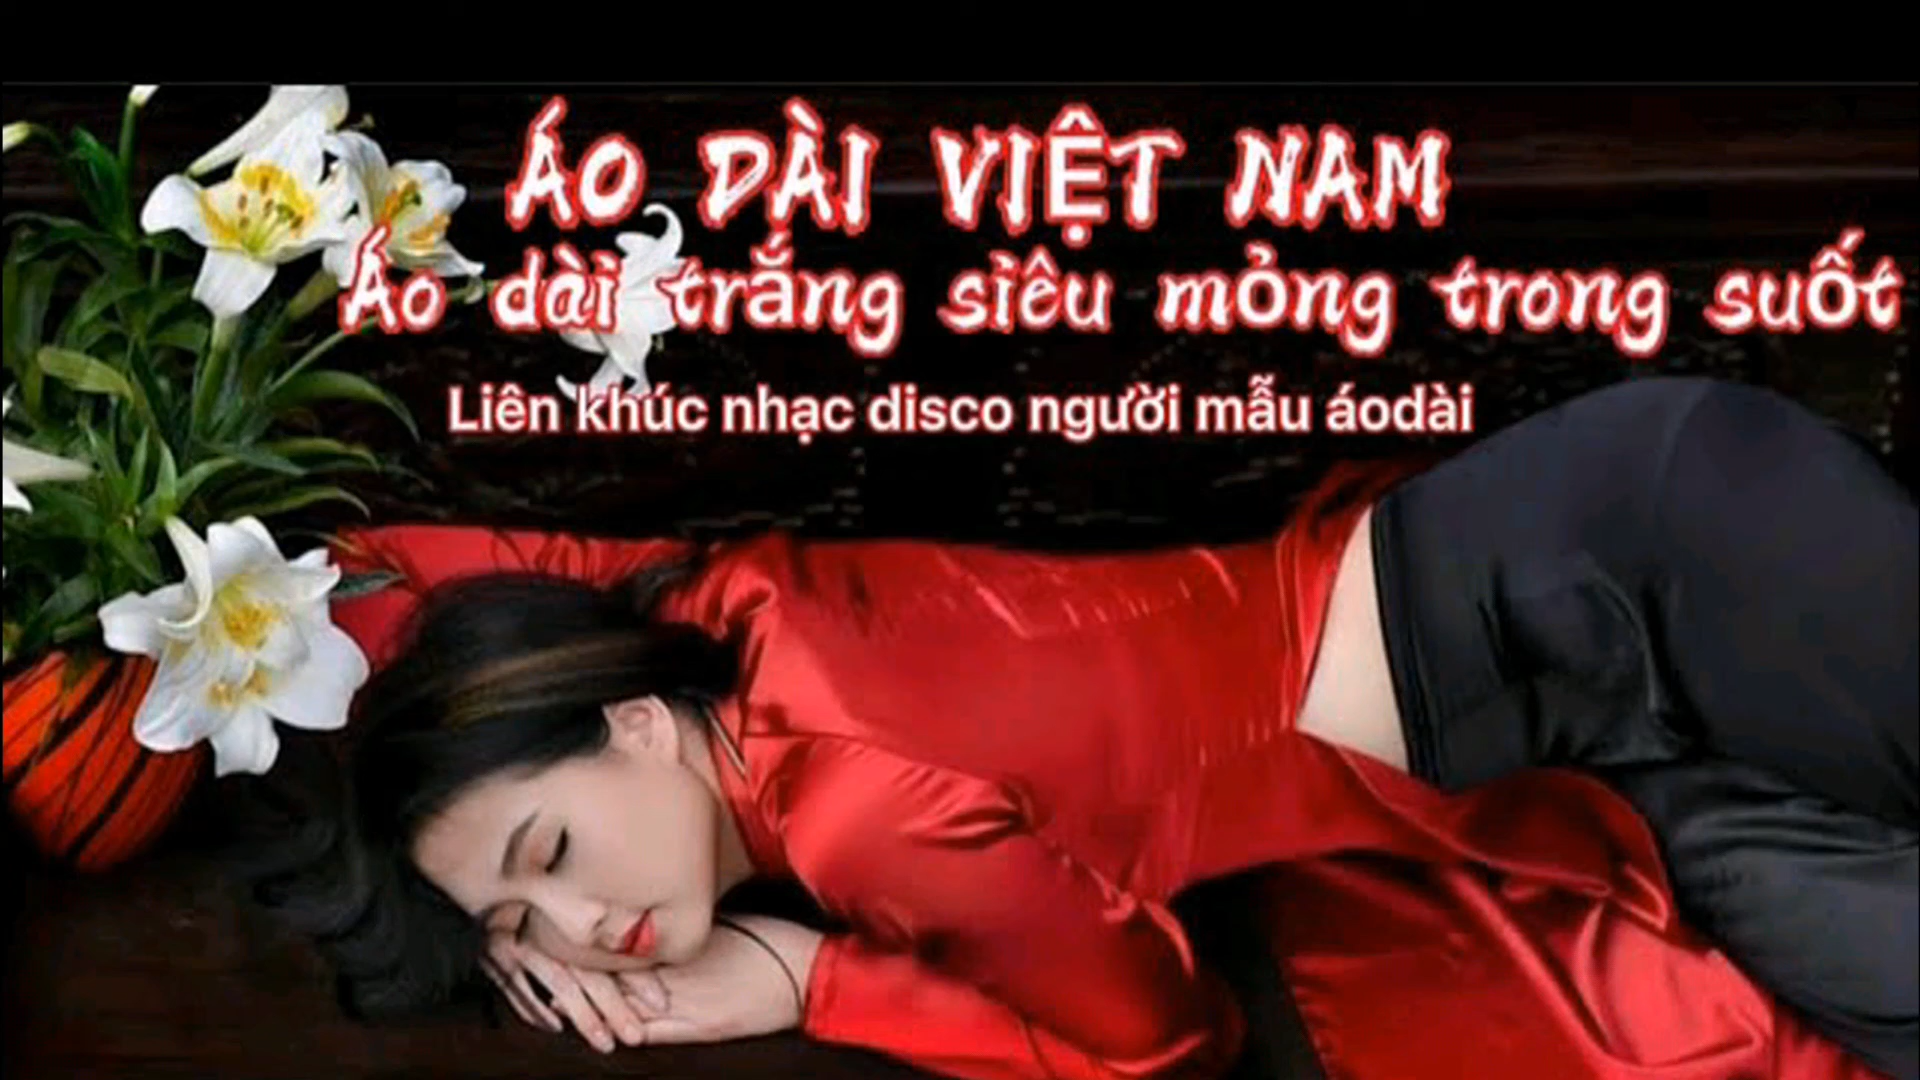 ÁO DÀI VIỆT NAM
Áo dài trắng siêu mỏng trong suốt
Liên khúc nhạc disco người mẫu áodài